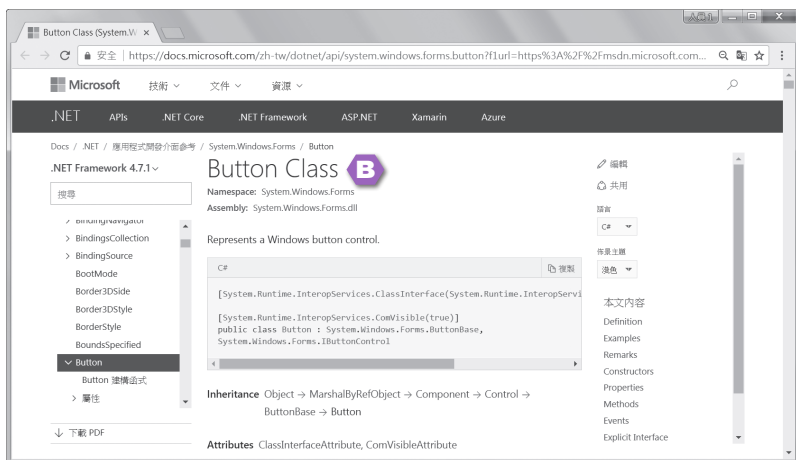 Button Class (System.W
安全 | https://docs.microsoft.com/zh-tw/dotnet/api/system.windows.forms.button?f1url=https%3A%2F%2Fmsdn.microsoft.com...
Microsoft 技術 文件 資源
.NET APIs .NET Core .NET Framework ASP.NET Xamarin Azure
Docs / .NET / 應用程式開發介面參考 / System.Windows.Forms / Button
.NET Framework 4.7.1
搜尋
BindingNavigator
BindingsCollection
BindingSource
BootMode
Border3DSide
Border3DStyle
BorderStyle
BoundsSpecified
Button
Button 建構函式
屬性
下載 PDF
Button Class B
Namespace: System.Windows.Forms
Assembly: System.Windows.Forms.dll
Represents a Windows button control.
C# 複製
[System.Runtime.InteropServices.ClassInterface(System.Runtime.InteropServi
[System.Runtime.InteropServices.ComVisible(true)]
public class Button : System.Windows.Forms.ButtonBase,
System.Windows.Forms.IButtonControl
Inheritance Object → MarshalByRefObject → Component → Control →
ButtonBase → Button
Attributes ClassInterfaceAttribute, ComVisibleAttribute
編輯
共用
語言
C#
佈景主題
淺色
本文內容
Definition
Examples
Remarks
Constructors
Properties
Methods
Events
Explicit Interface